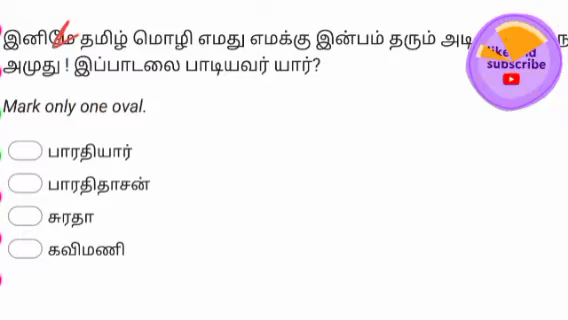 இனிமே தமிழ் மொழி எமது எமக்கு இன்பம் தரும்
அமுது ! இப்பாடலை பாடியவர் யார்?
subscribe
Mark only one oval.
பாரதியார்
பாரதிதாசன்
சுரதா
கவிமணி